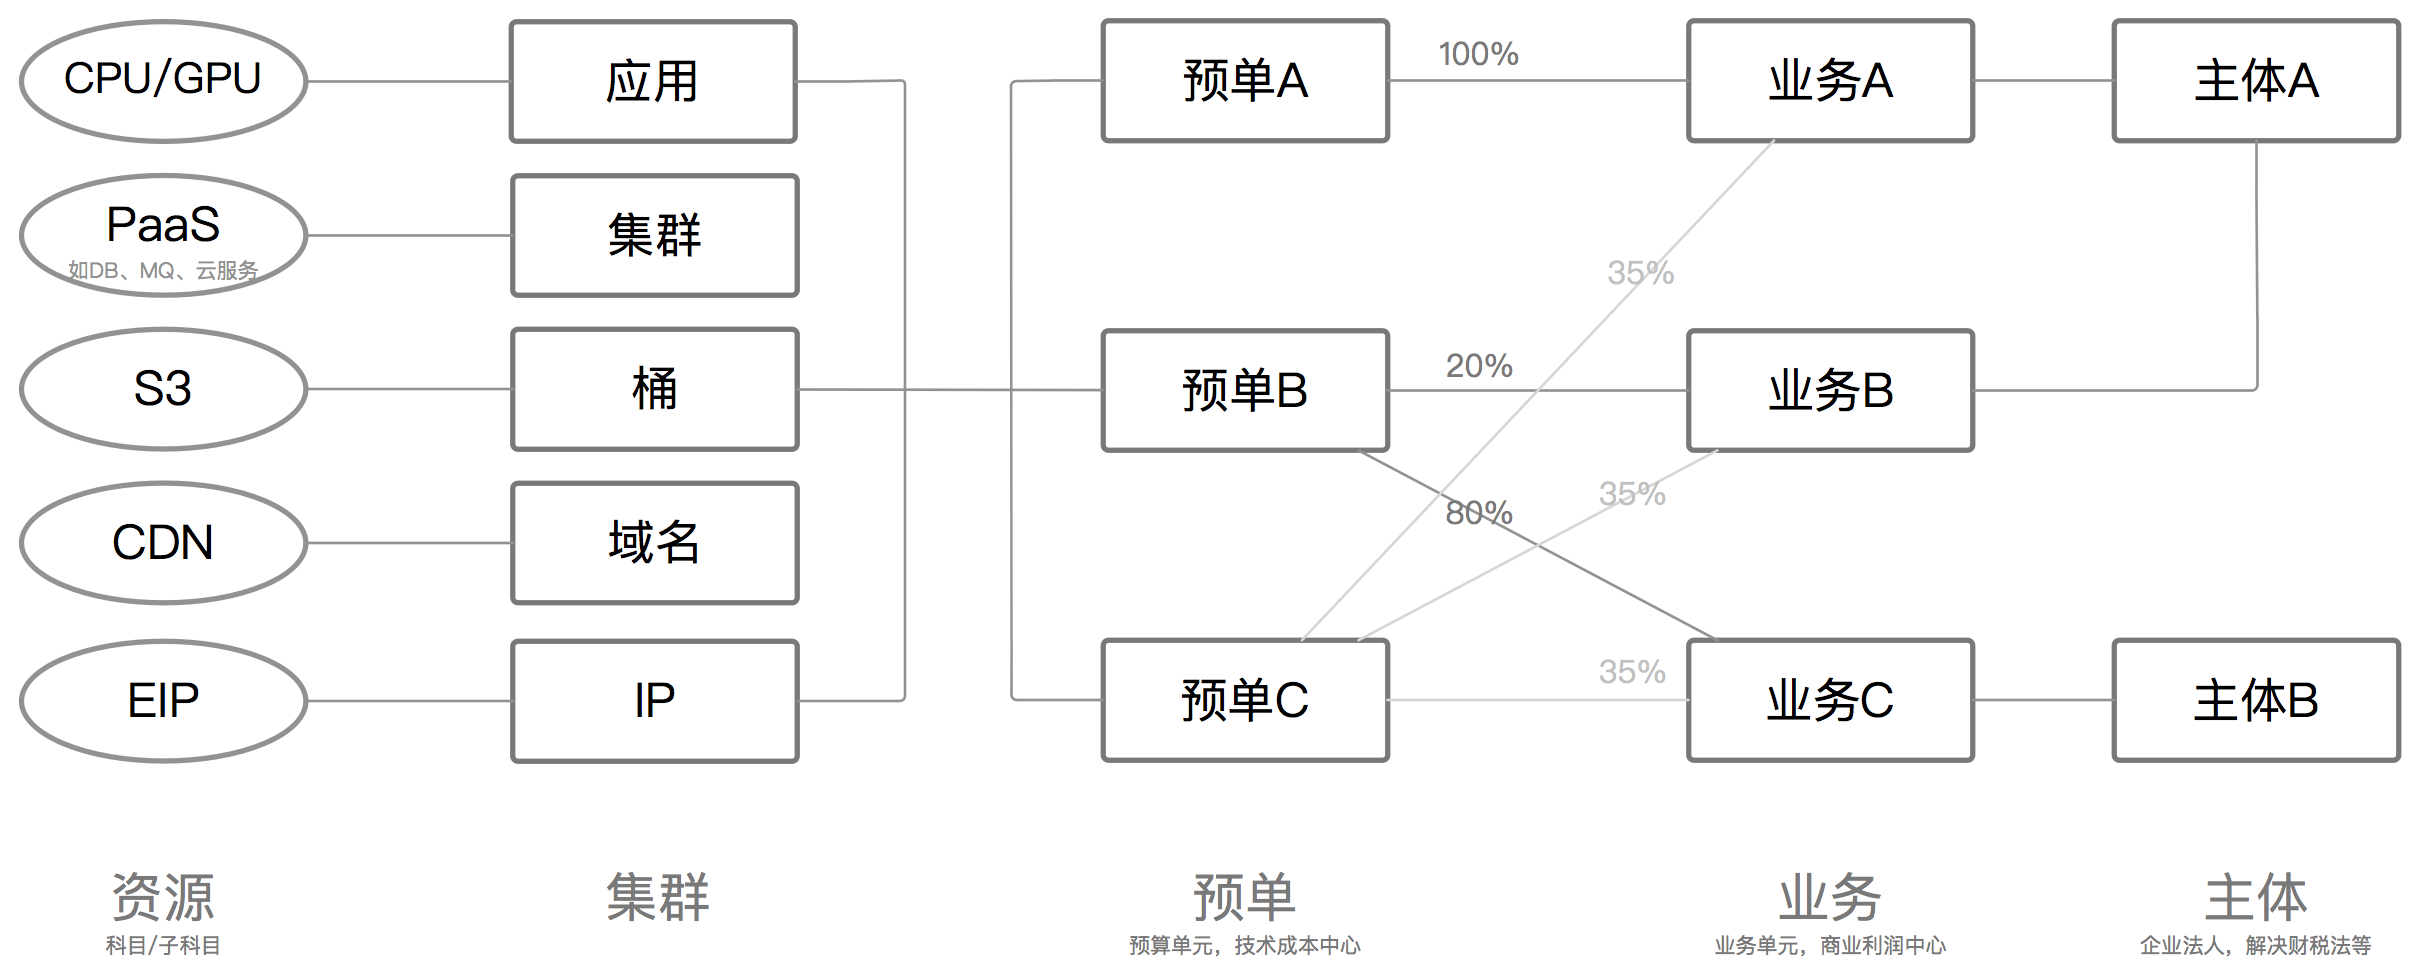 CPU/GPU
应用
预单A
100%
业务A
主体A
PaaS
如DB、MQ、云服务
集群
35%
S3
桶
预单B
20%
业务B
80%
35%
CDN
域名
EIP
IP
预单C
35%
业务C
主体B
资源
科目/子科目
集群
预单
预算单元，技术成本中心
业务
业务单元，商业利润中心
主体
企业法人，解决财税法等